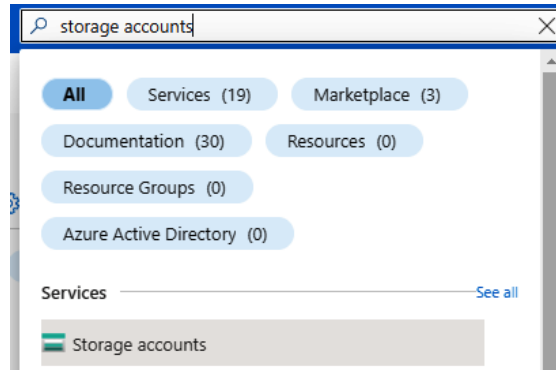 storage accounts
All Services (19) Marketplace (3)
Documentation (30) Resources (0)
Resource Groups (0)
Azure Active Directory (0)
Services See all
Storage accounts